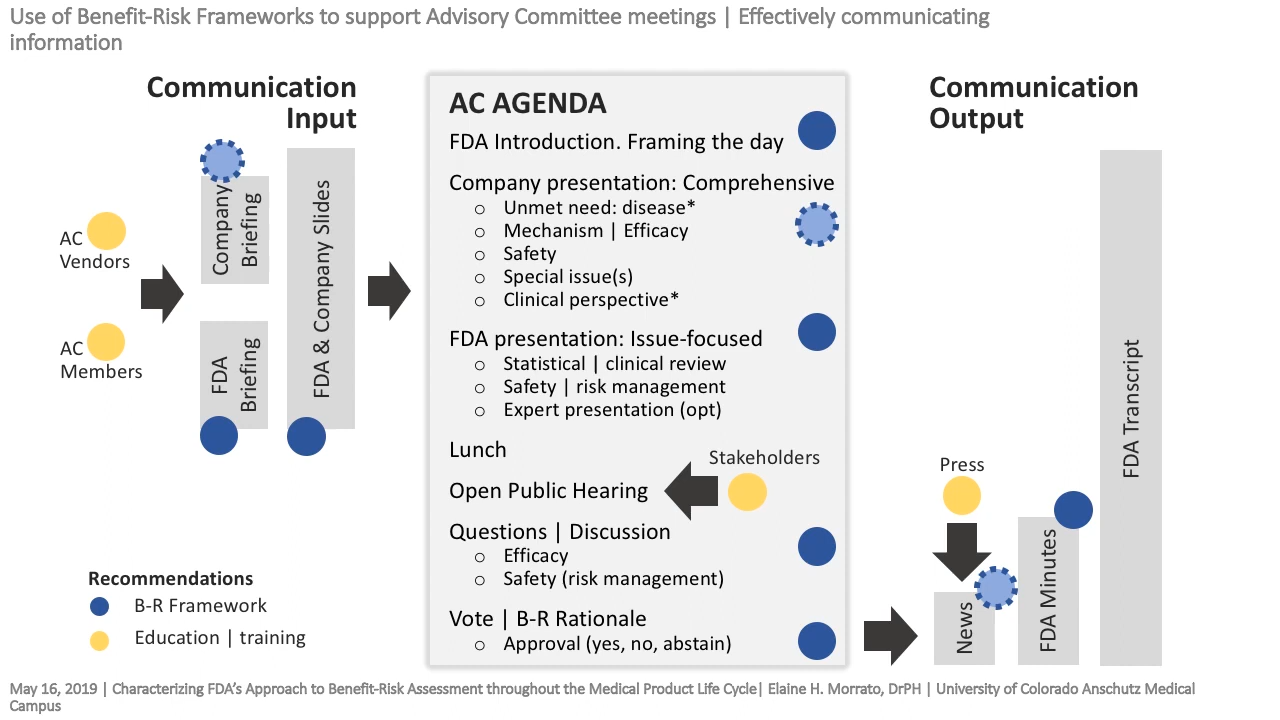 Use of Benefit-Risk Frameworks to support Advisory Committee meetings | Effectively communicating
information
Communication
Input
Company
Briefing
FDA & Company Slides
AC
Vendors
AC
Members
FDA
Briefing
Recommendations
B-R Framework
Education | training
AC AGENDA
FDA Introduction. Framing the day
Company presentation: Comprehensive
o Unmet need: disease*
o Mechanism | Efficacy
o Safety
o Special issue(s)
o Clinical perspective*
FDA presentation: Issue-focused
o Statistical | clinical review
o Safety | risk management
o Expert presentation (opt)
Lunch
Stakeholders
Open Public Hearing
Questions | Discussion
o Efficacy
o Safety (risk management)
Vote | B-R Rationale
o Approval (yes, no, abstain)
Communication
Output
Press
News
FDA Minutes
FDA Transcript
May 16, 2019 | Characterizing FDA's Approach to Benefit-Risk Assessment throughout the Medical Product Life Cycle| Elaine H. Morrato, DrPH | University of Colorado Anschutz Medical
Campus